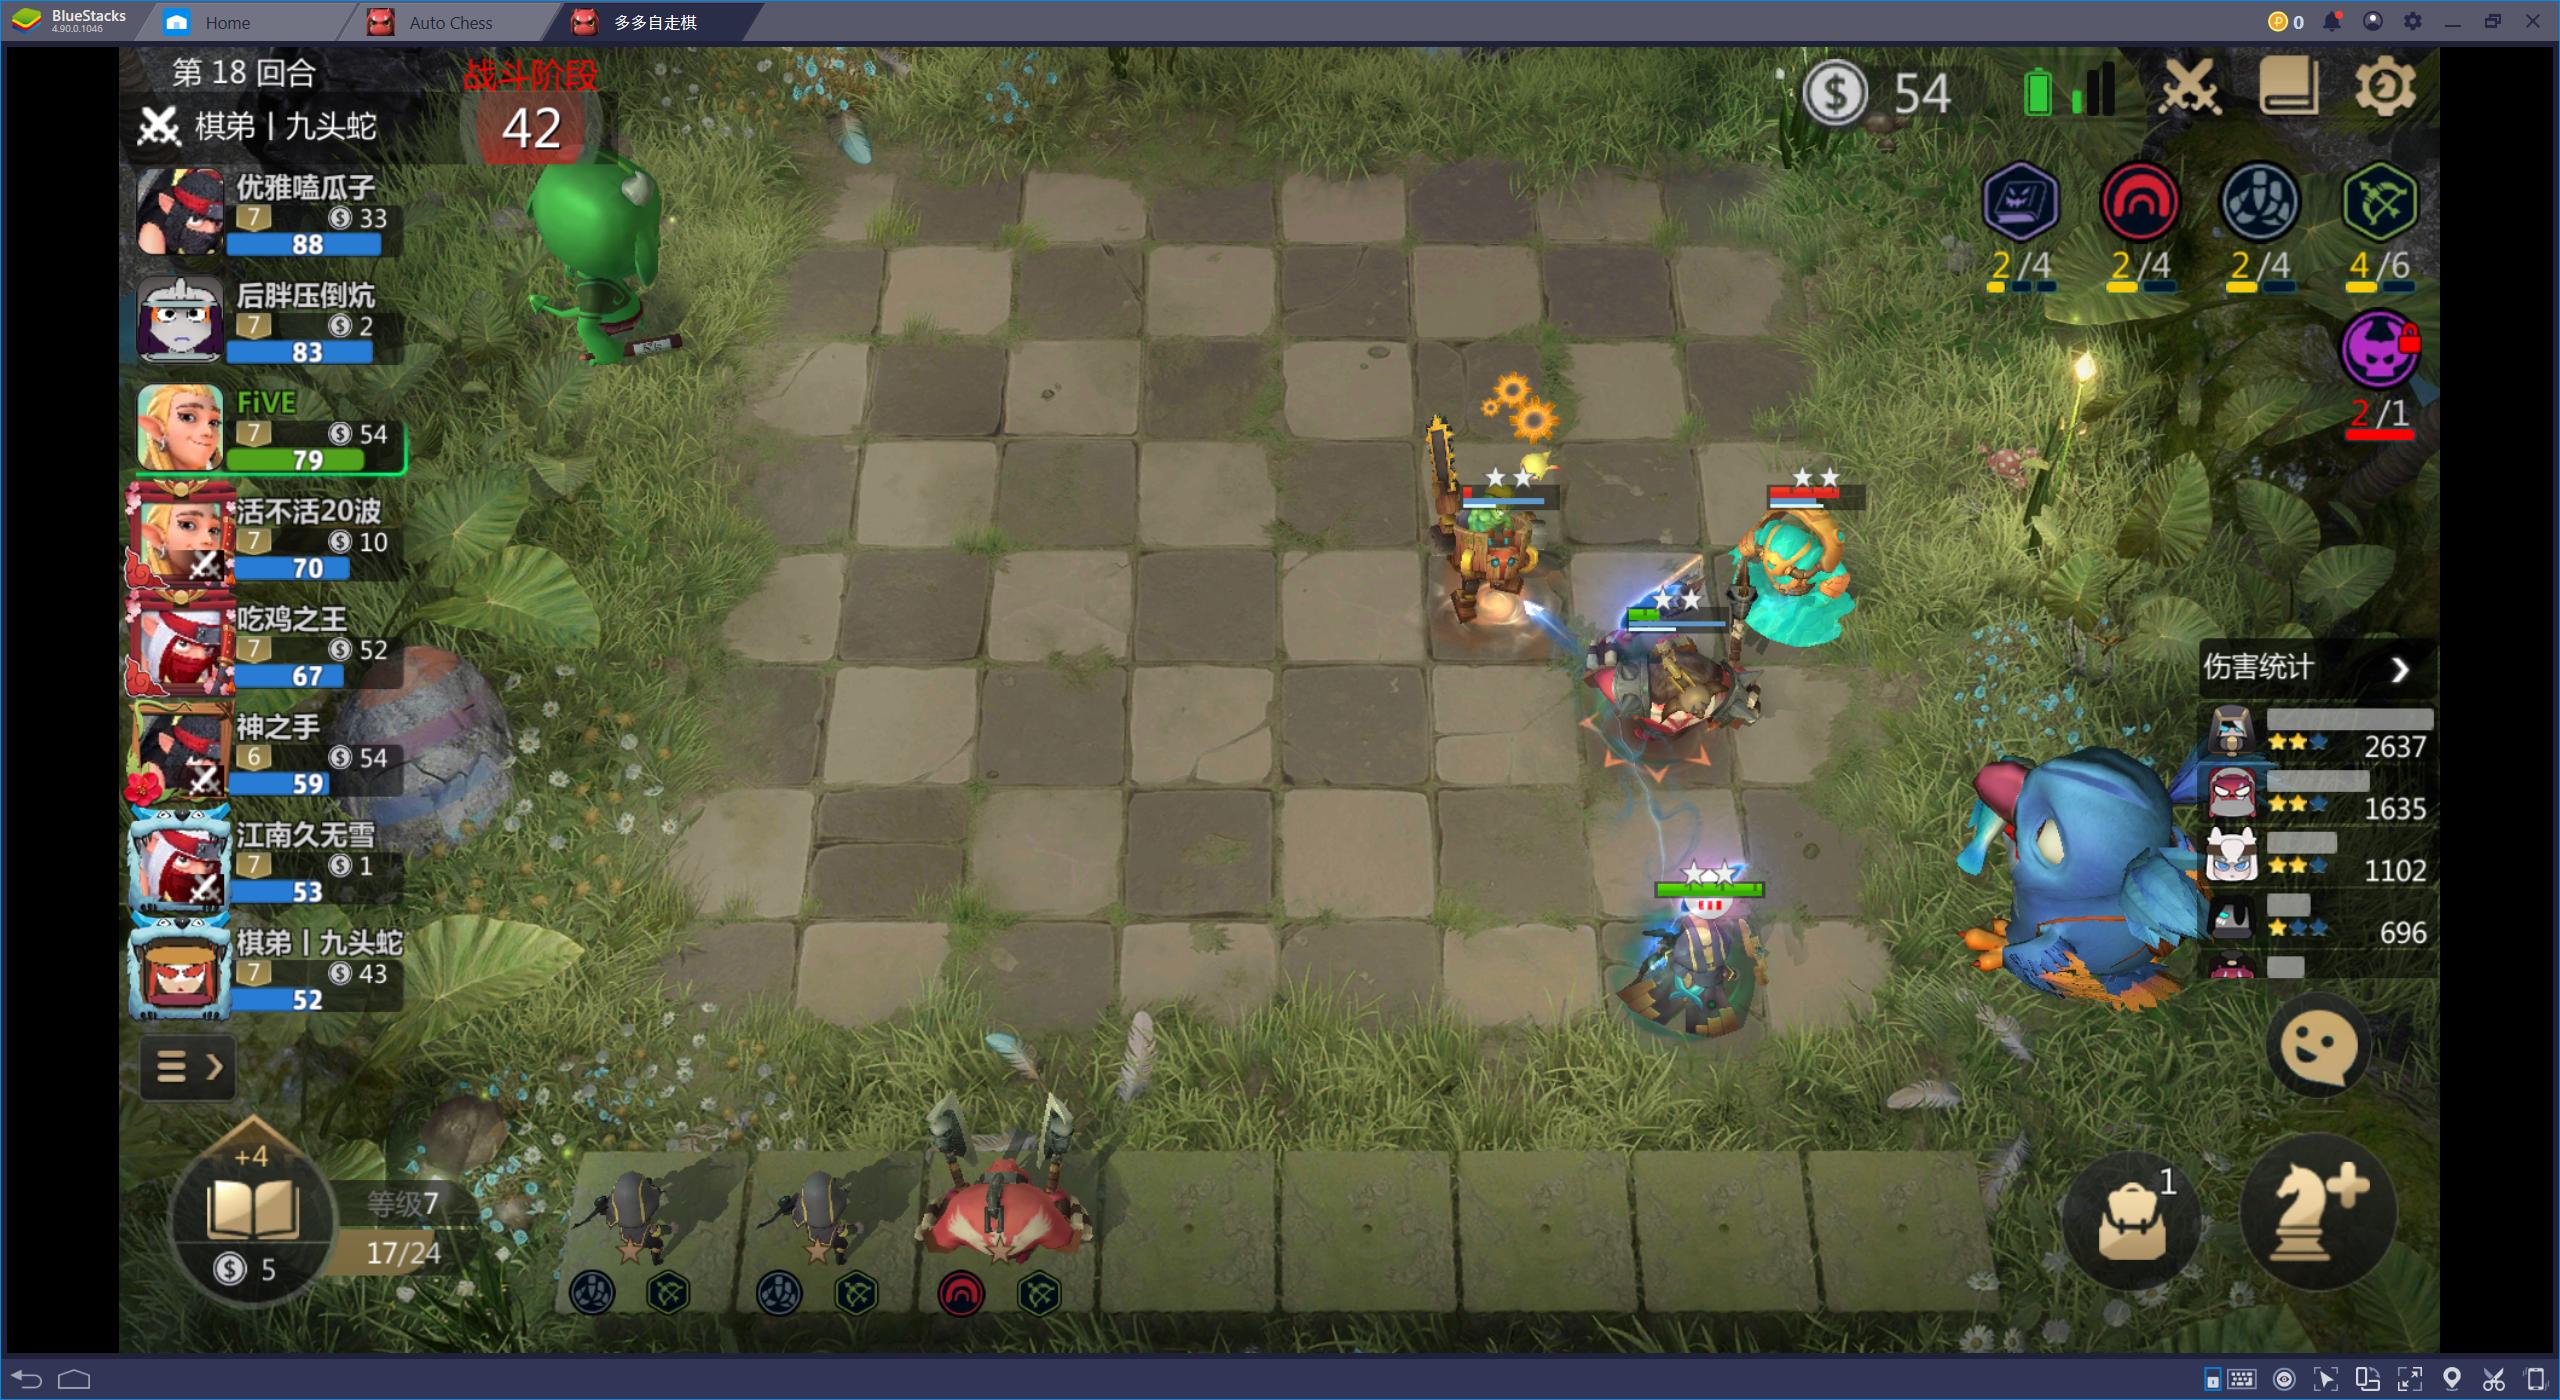 BlueStacks
4.90.0.1046
Home
Auto Chess
多多自走棋
0
第 18 回合
战斗阶段
42
棋弟丨九头蛇
54
优雅嗑瓜子
7
33
88
后胖压倒炕
7
2
83
FiVE
7
54
79
活不活20波
7
10
70
吃鸡之王
7
52
67
神之手
6
54
59
江南久无雪
7
1
53
棋弟丨九头蛇
7
43
52
2/4
2/4
2/4
4/6
2/1
伤害统计
2637
1635
1102
696
+4
5
等级7
17/24
1